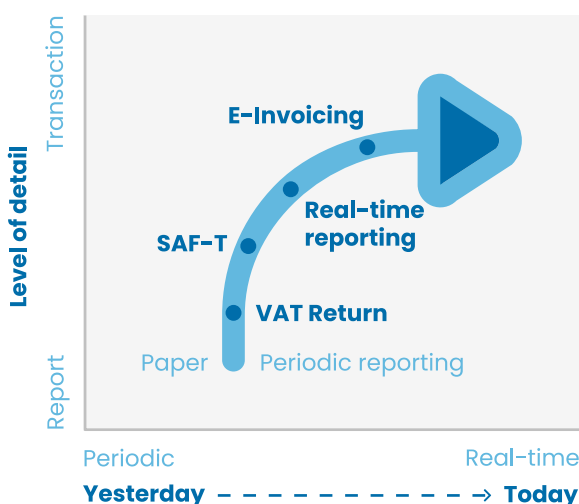 Level of detail
Transaction
Report
E-Invoicing
Real-time
reporting
SAF-T
VAT Return
Paper
Periodic reporting
Periodic
Real-time
Yesterday
Today